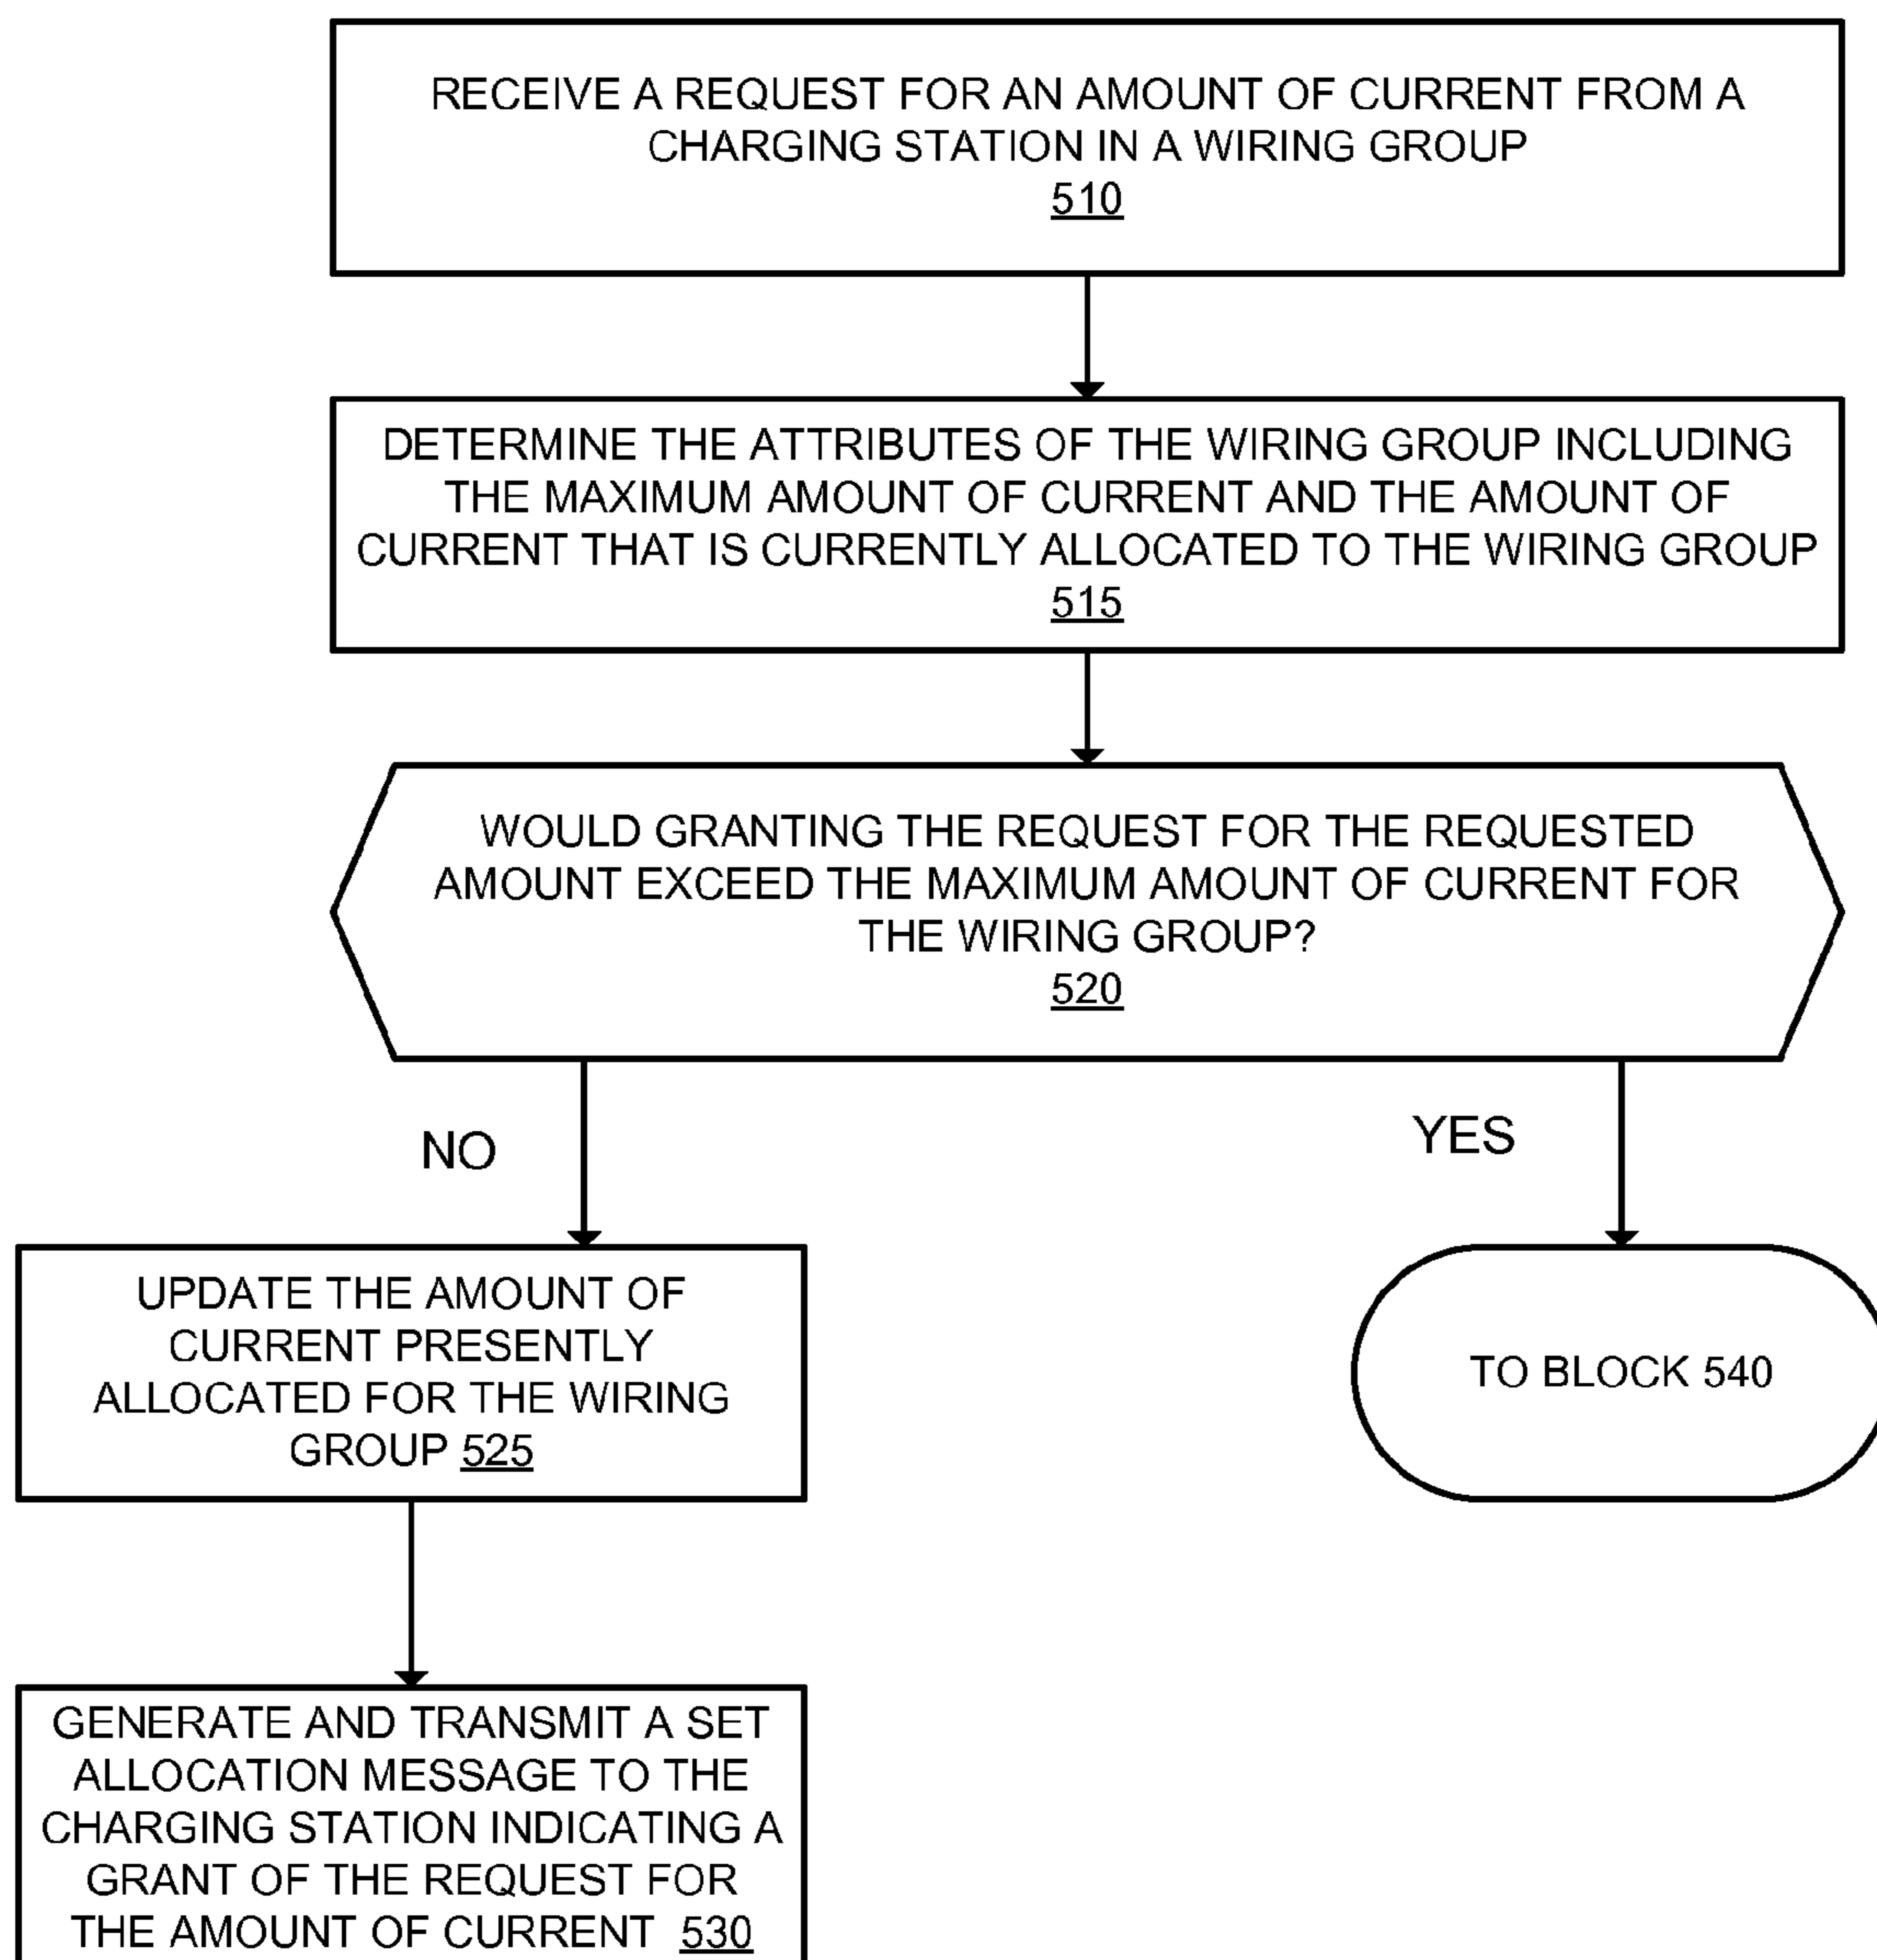 RECEIVE A REQUEST FOR AN AMOUNT OF CURRENT FROM A
CHARGING STATION IN A WIRING GROUP
510
DETERMINE THE ATTRIBUTES OF THE WIRING GROUP INCLUDING
THE MAXIMUM AMOUNT OF CURRENT AND THE AMOUNT OF
CURRENT THAT IS CURRENTLY ALLOCATED TO THE WIRING GROUP
515
WOULD GRANTING THE REQUEST FOR THE REQUESTED
AMOUNT EXCEED THE MAXIMUM AMOUNT OF CURRENT FOR
THE WIRING GROUP?
520
NO
YES
UPDATE THE AMOUNT OF
CURRENT PRESENTLY
ALLOCATED FOR THE WIRING
GROUP 525
TO BLOCK 540
GENERATE AND TRANSMIT A SET
ALLOCATION MESSAGE TO THE
CHARGING STATION INDICATING A
GRANT OF THE REQUEST FOR
THE AMOUNT OF CURRENT 530